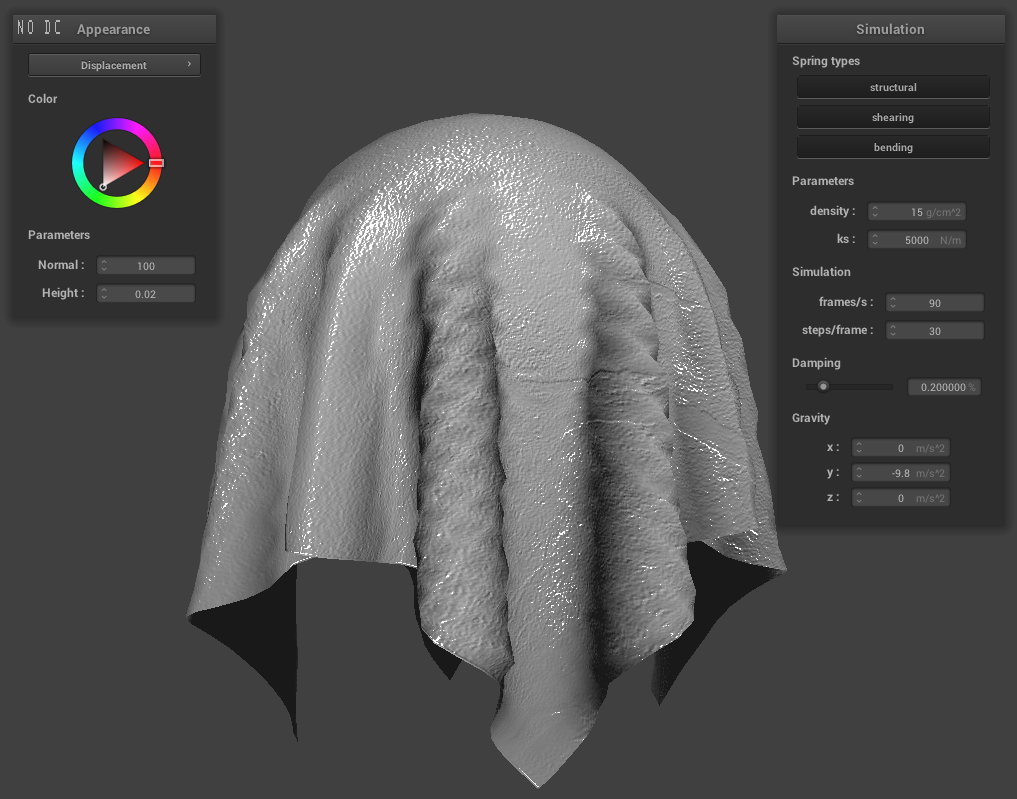 NO DC
Appearance
Displacement ›
Color
Parameters
Normal : 100
Height : 0.02
Simulation
Spring types
structural
shearing
bending
Parameters
density : 15 g/cm^2
ks : 5000 N/m
Simulation
frames/s : 90
steps/frame : 30
Damping
0.200000 %
Gravity
x : 0 m/s^2
y : -9.8 m/s^2
z : 0 m/s^2